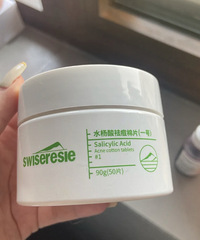 swiseresie
水杨酸祛痘棉片(一号)
Salicylic Acid
Acne cotton tablets
#1
90g(50片)